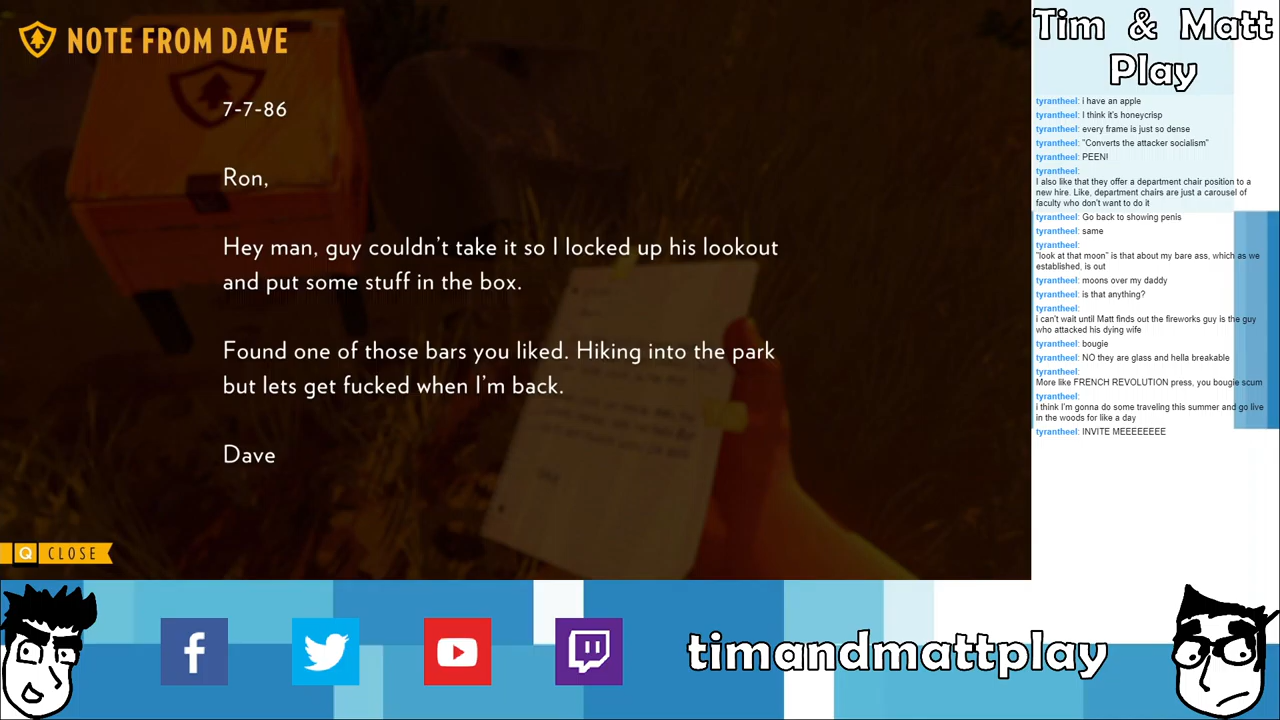 NOTE FROM DAVE
7-7-86
Ron,
Hey man, guy couldn't take it so I locked up his lookout
and put some stuff in the box.
Found one of those bars you liked. Hiking into the park
but lets get fucked when I'm back.
Dave
Q CLOSE
Tim & Matt
Play
tyrantheel: i have an apple
tyrantheel: I think it's honeycrisp
tyrantheel: every frame is just so dense
tyrantheel: "Converts the attacker socialism"
tyrantheel: PEEN!
tyrantheel:
I also like that they offer a department chair position to a
new hire. Like, department chairs are just a carousel of
faculty who don't want to do it
tyrantheel: Go back to showing penis
tyrantheel: same
tyrantheel:
"look at that moon" is that about my bare ass, which as we
established, is out
tyrantheel: moons over my daddy
tyrantheel: is that anything?
tyrantheel:
i can't wait until Matt finds out the fireworks guy is the guy
who attacked his dying wife
tyrantheel: bougie
tyrantheel: NO they are glass and hella breakable
tyrantheel:
More like FRENCH REVOLUTION press, you bougie scum
tyrantheel:
i think I'm gonna do some traveling this summer and go live
in the woods for like a day
tyrantheel: INVITE MEEEEEEEE
f
timandmattplay